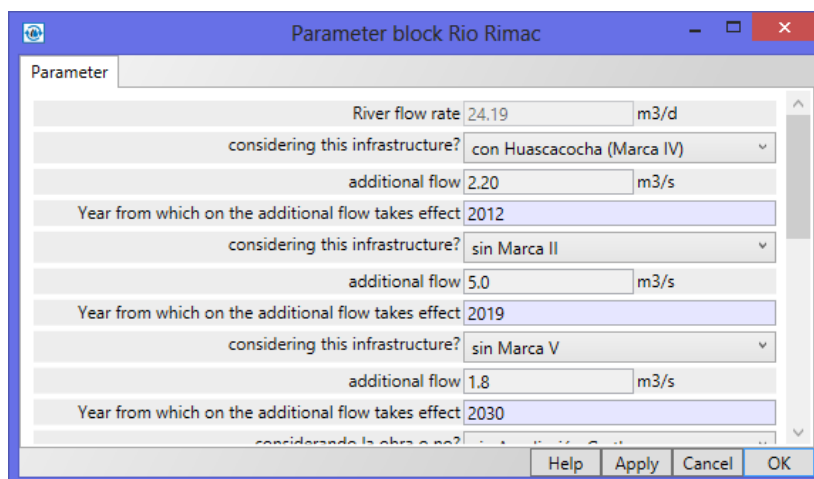 Parameter block Rio Rimac
Parameter
River flow rate 24.19 m3/d
considering this infrastructure? con Huascacocha (Marca IV)
additional flow 2.20 m3/s
Year from which on the additional flow takes effect 2012
considering this infrastructure? sin Marca II
additional flow 5.0 m3/s
Year from which on the additional flow takes effect 2019
considering this infrastructure? sin Marca V
additional flow 1.8 m3/s
Year from which on the additional flow takes effect 2030
considerando la obra o no?
Help Apply Cancel OK